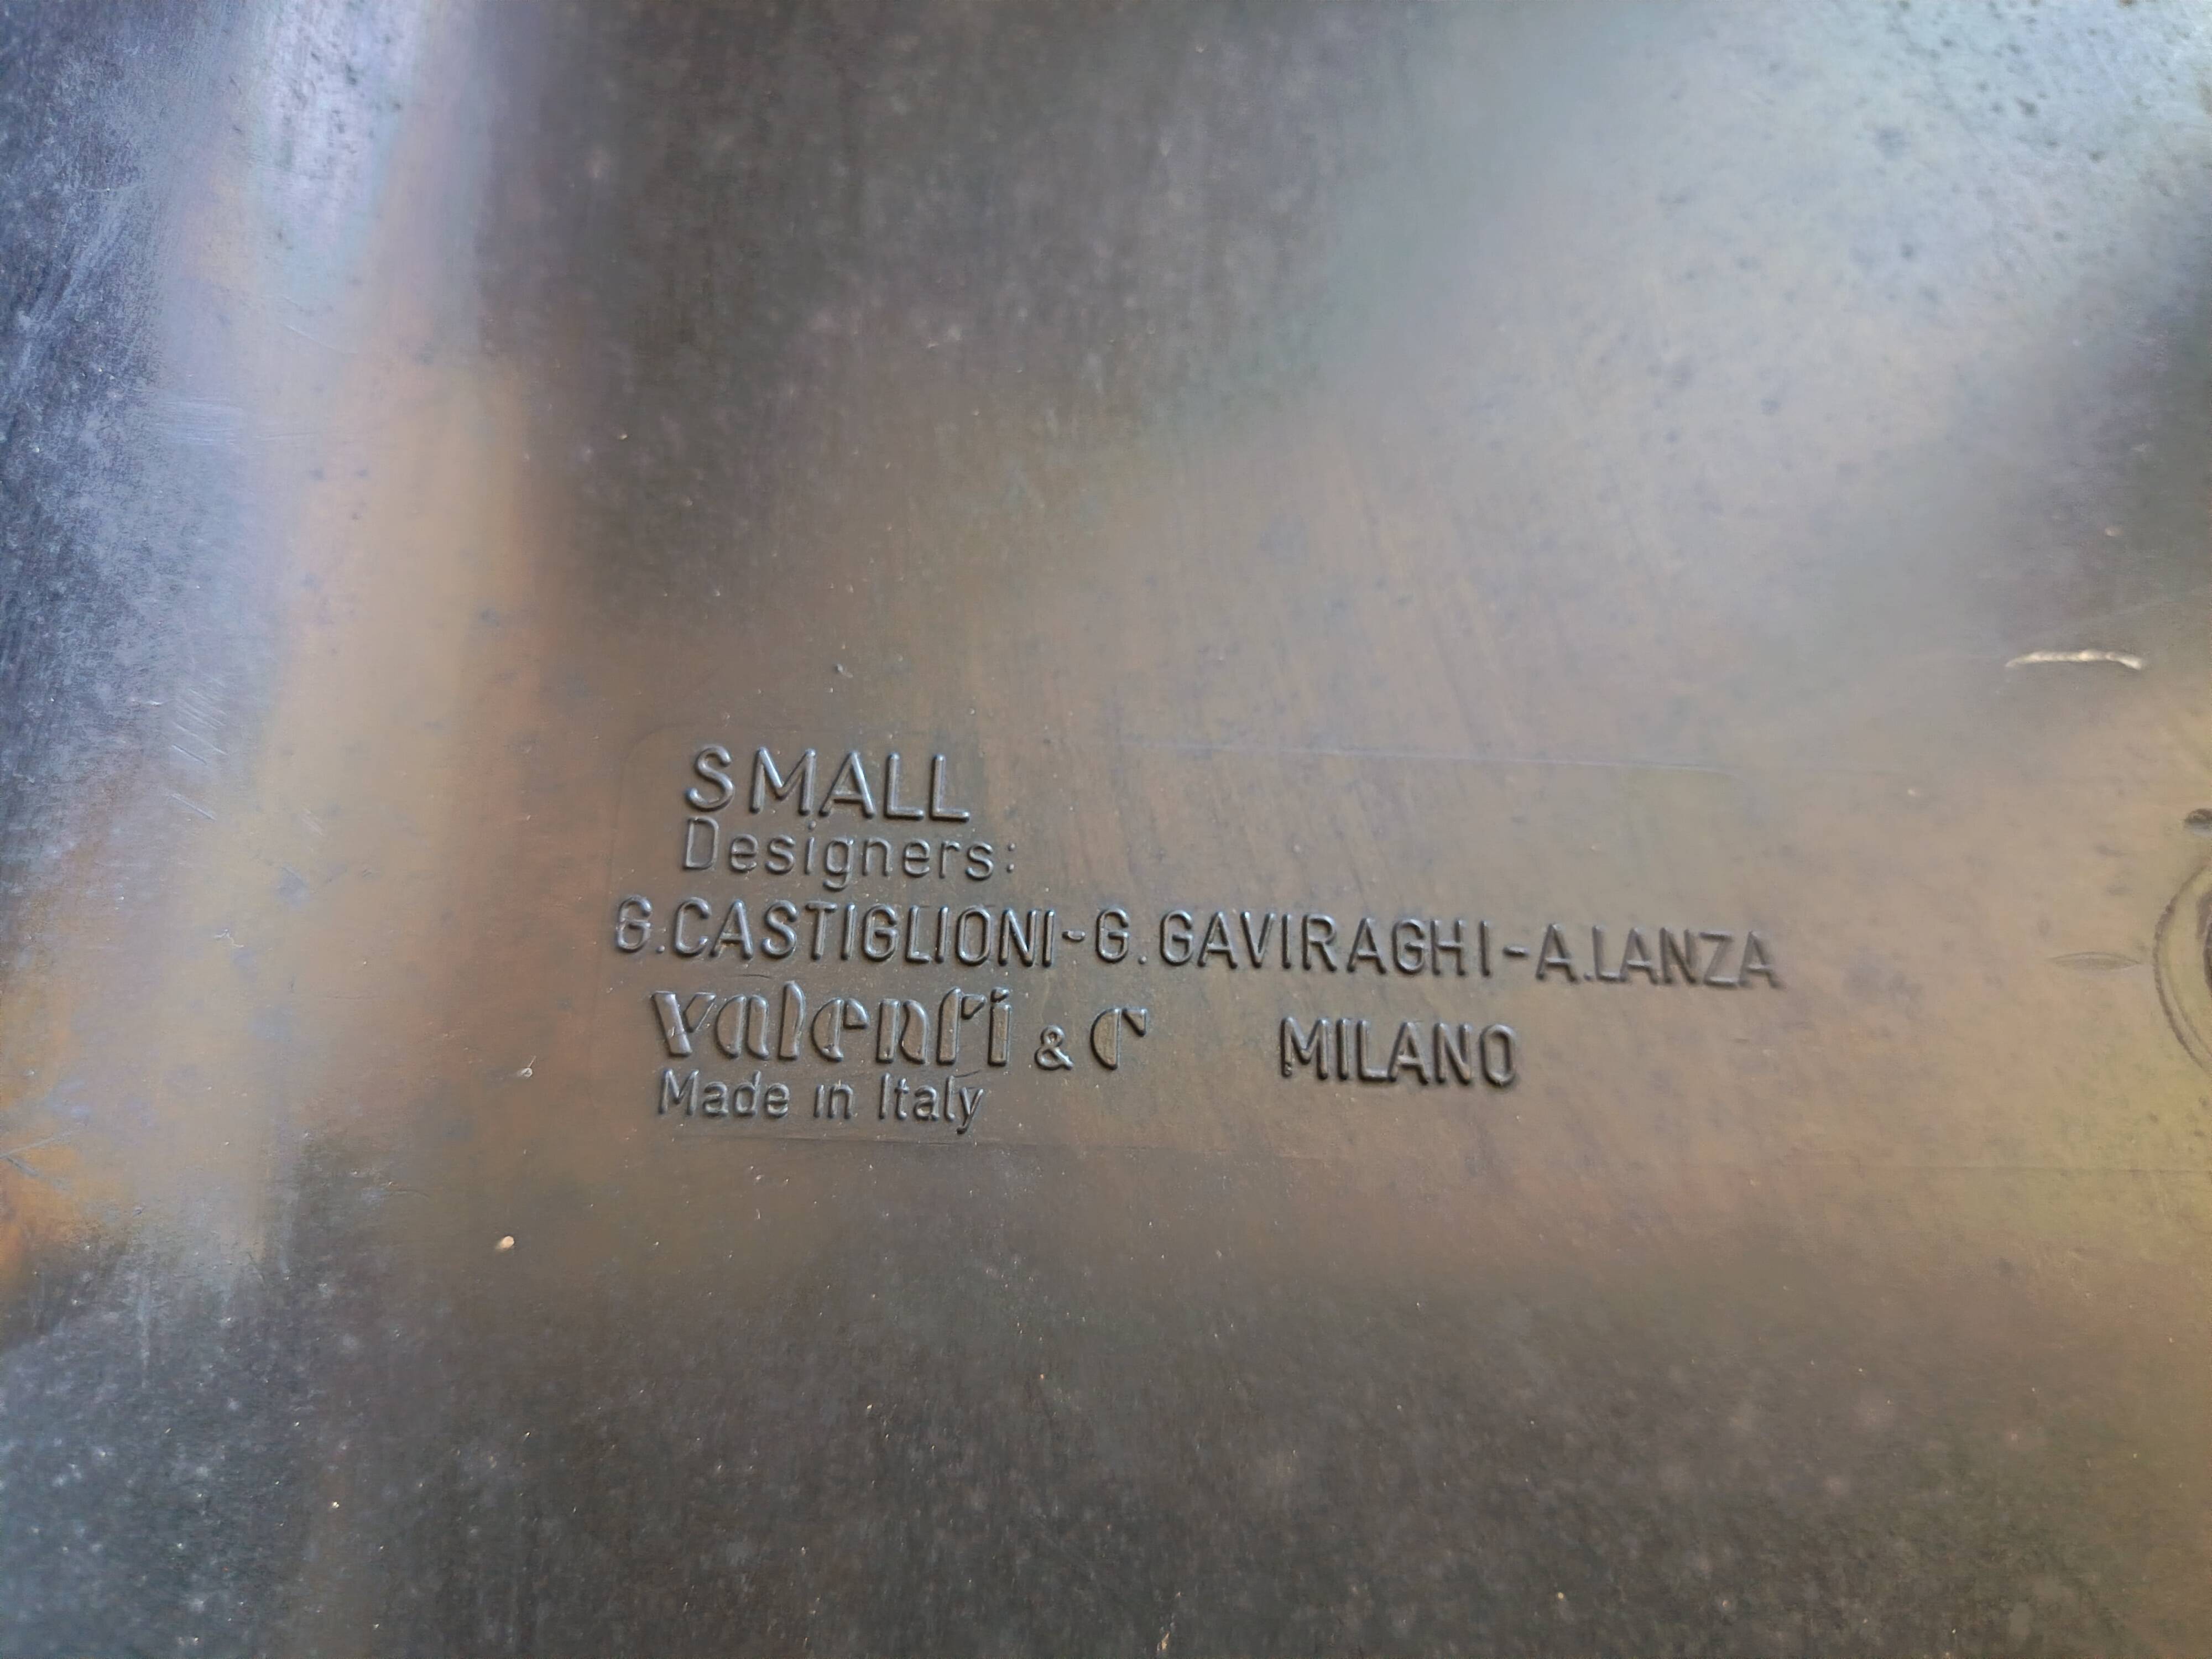 SMALL
Designers:
G.CASTIGLIONI-G.GAVIRAGHI-A.LANZA
valenti & C MILANO
Made in Italy